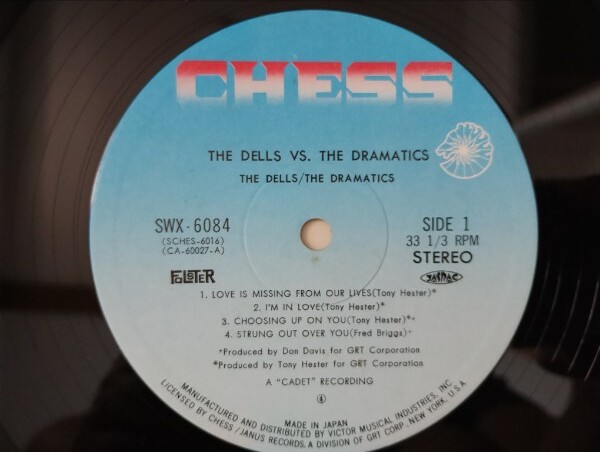 CHESS
THE DELLS VS. THE DRAMATICS
THE DELLS/THE DRAMATICS
SWX-6084
(SCHES-6016)
(CA-60027-A)
SIDE 1
33 1/3 RPM
STEREO
FOLSTER
JASRAC
1. LOVE IS MISSING FROM OUR LIVES(Tony Hester)*
2. I'M IN LOVE(Tony Hester)*
3. CHOOSING UP ON YOU(Tony Hester)*+
4. STRUNG OUT OVER YOU(Fred Briggs)+
+Produced by Don Davis for GRT Corporation
*Produced by Tony Hester for GRT Corporation
A "CADET" RECORDING
4
MADE IN JAPAN
MANUFACTURED AND DISTRIBUTED BY VICTOR MUSICAL INDUSTRIES, INC
LICENSED BY CHESS / JANUS RECORDS, A DIVISION OF GRT CORP., NEW YORK, U.S.A